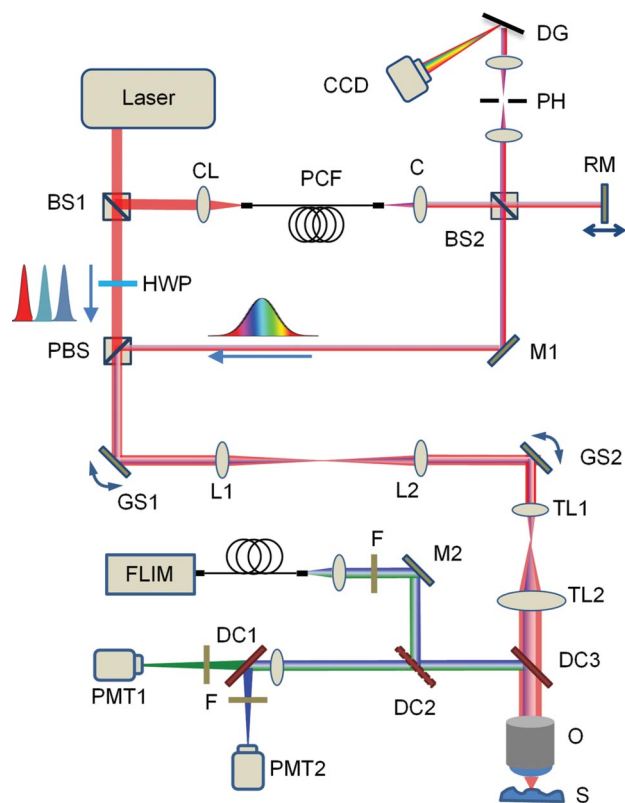 DG
CCD
PH
Laser
CL
PCF
C
RM
BS1
BS2
HWP
PBS
M1
GS1
L1
L2
GS2
TL1
FLIM
F
M2
TL2
DC1
PMT1
F
DC2
DC3
PMT2
O
S